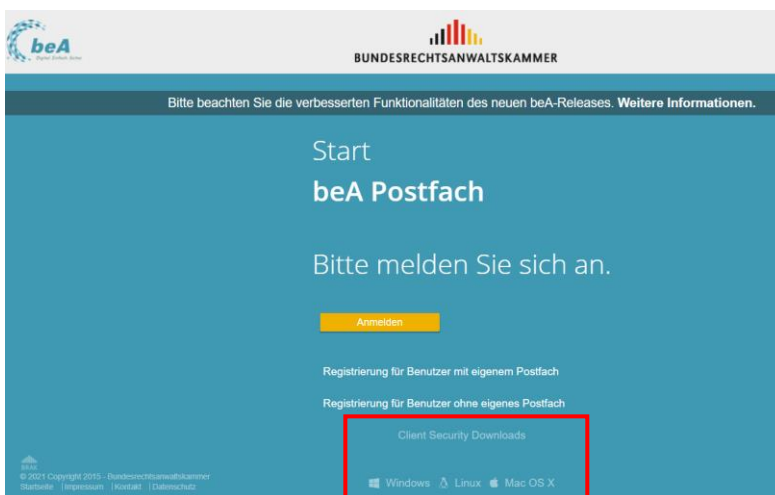 beA
Digital. Einfach. Sicher.
BUNDESRECHTSANWALTSKAMMER
Bitte beachten Sie die verbesserten Funktionalitäten des neuen beA-Releases. Weitere Informationen.
Start
beA Postfach
Bitte melden Sie sich an.
Anmelden
Registrierung für Benutzer mit eigenem Postfach
Registrierung für Benutzer ohne eigenes Postfach
Client Security Downloads
Windows Linux Mac OS X
© 2021 Copyright 2015 - Bundesrechtsanwaltskammer
Startseite | Impressum | Kontakt | Datenschutz